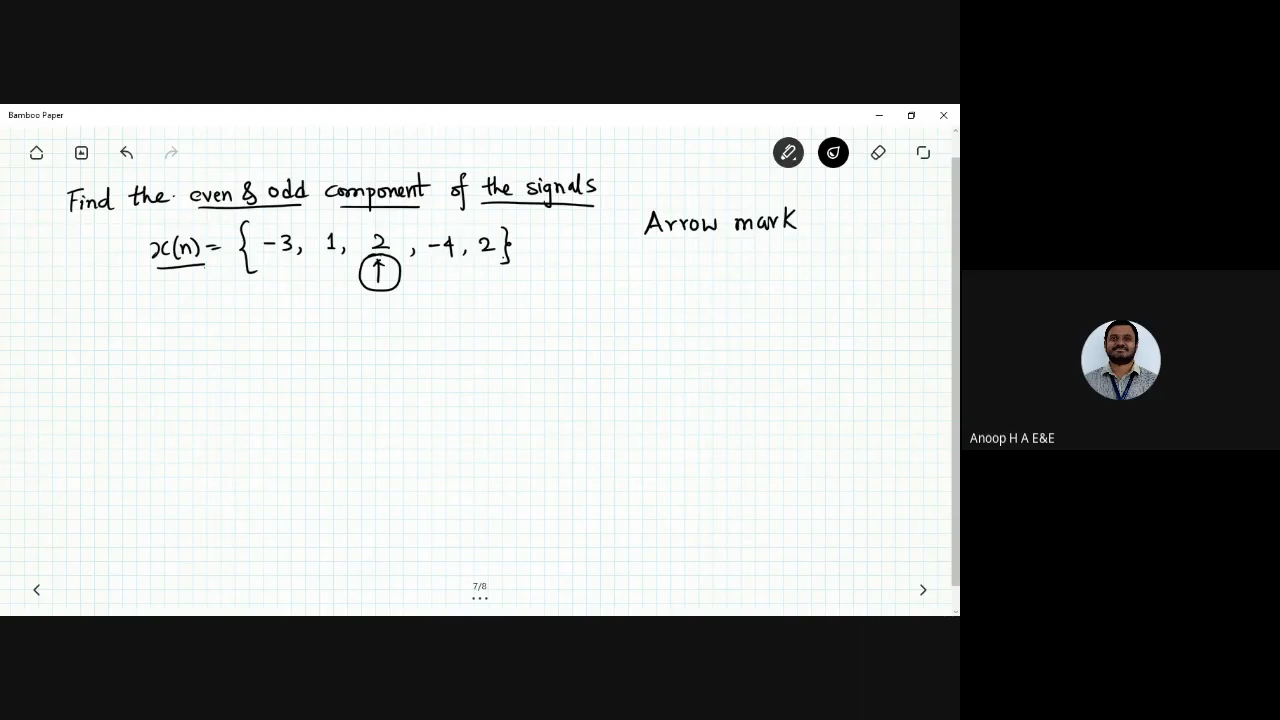 Bamboo Paper
Find the even & odd component of the signals
Arrow mark
x(n) = { -3, 1, 2, -4, 2}
↑
7/8
Anoop H A E&E